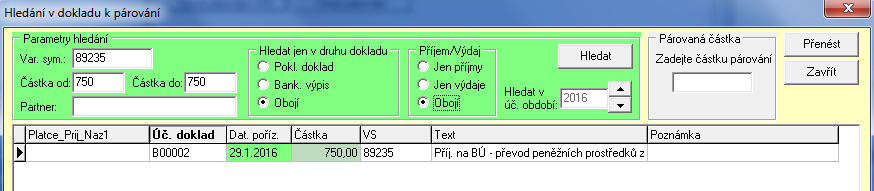 Hledání v dokladu k párování
Parametry hledání
Var. sym.: 89235
Částka od: 750 Částka do: 750
Partner:
Hledat jen v druhu dokladu
Pokl. doklad
Bank. výpis
Obojí
Příjem/Výdaj
Jen příjmy
Jen výdaje
Obojí
Hledat
Hledat v
úč. období: 2016
Párovaná částka
Zadejte částku párování
Přenést
Zavřít
Platce_Prij_Naz1 Úč. doklad Dat. poříz. Částka VS Text Poznámka
B00002 29.1.2016 750,00 89235 Příj. na BÚ - převod peněžních prostředků z